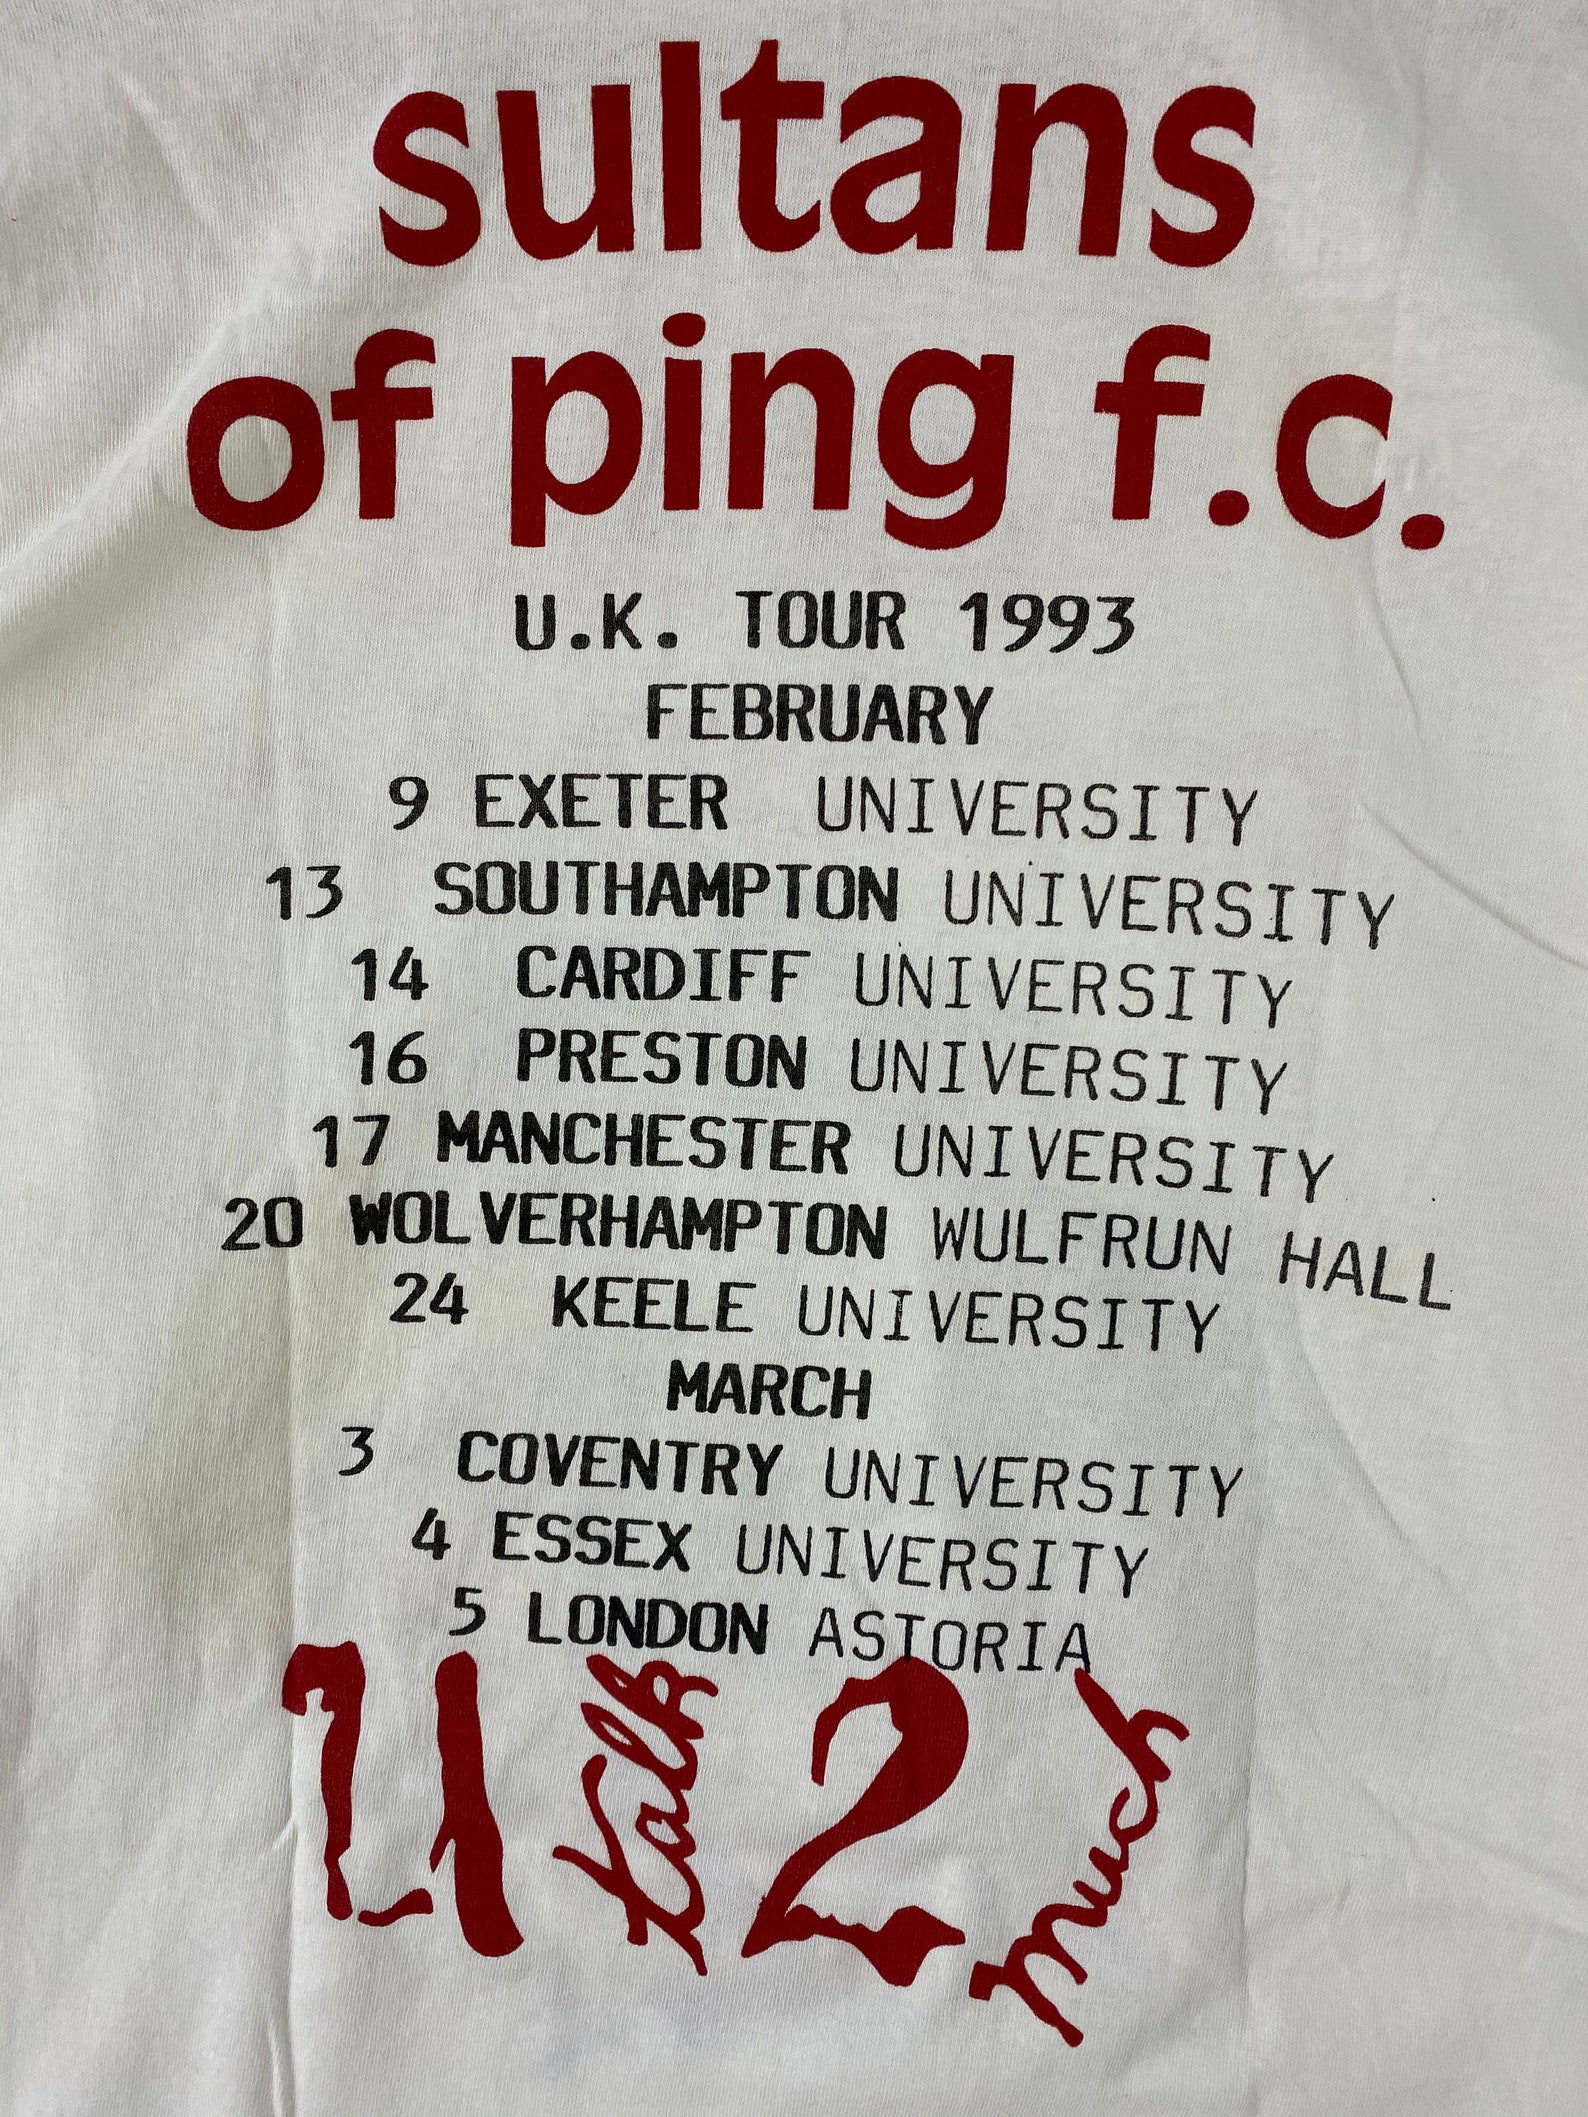 sultans
of ping f.c.
U.K. TOUR 1993
FEBRUARY
9 EXETER UNIVERSITY
13 SOUTHAMPTON UNIVERSITY
14 CARDIFF UNIVERSITY
16 PRESTON UNIVERSITY
17 MANCHESTER UNIVERSITY
20 WOLVERHAMPTON WULFRUN HALL
24 KEELE UNIVERSITY
MARCH
3 COVENTRY UNIVERSITY
4 ESSEX UNIVERSITY
5 LONDON ASTORIA
U talk 2 much